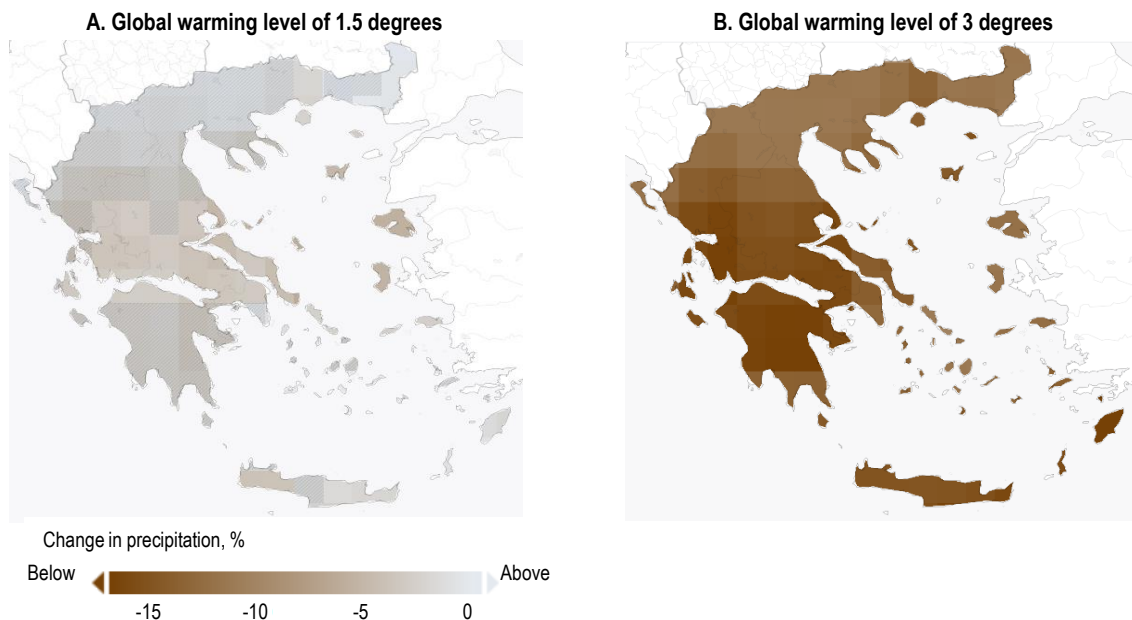 A. Global warming level of 1.5 degrees
B. Global warming level of 3 degrees
Change in precipitation, %
Below
Above
-15
-10
-5
0